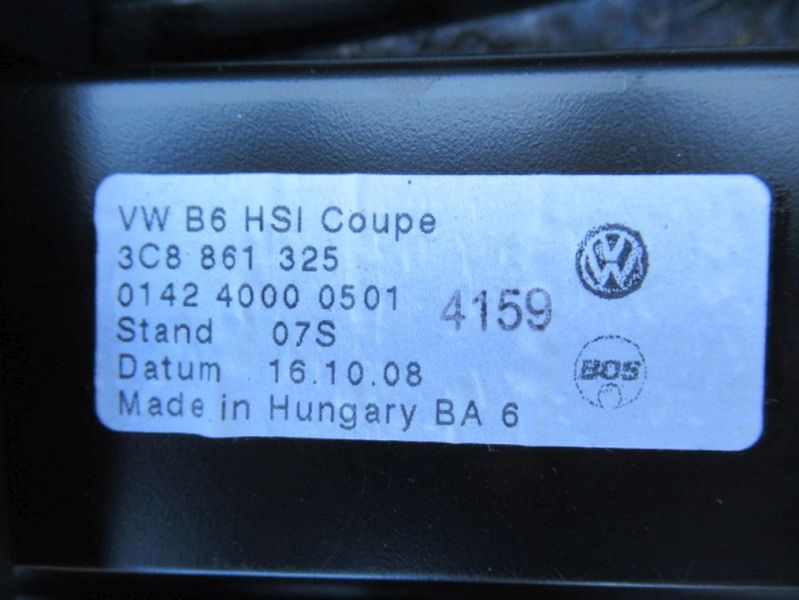 VW B6 HSI Coupe
3C8 861 325
0142 4000 0501 4159
Stand 07S
Datum 16.10.08
Made in Hungary BA 6
VW
BOS